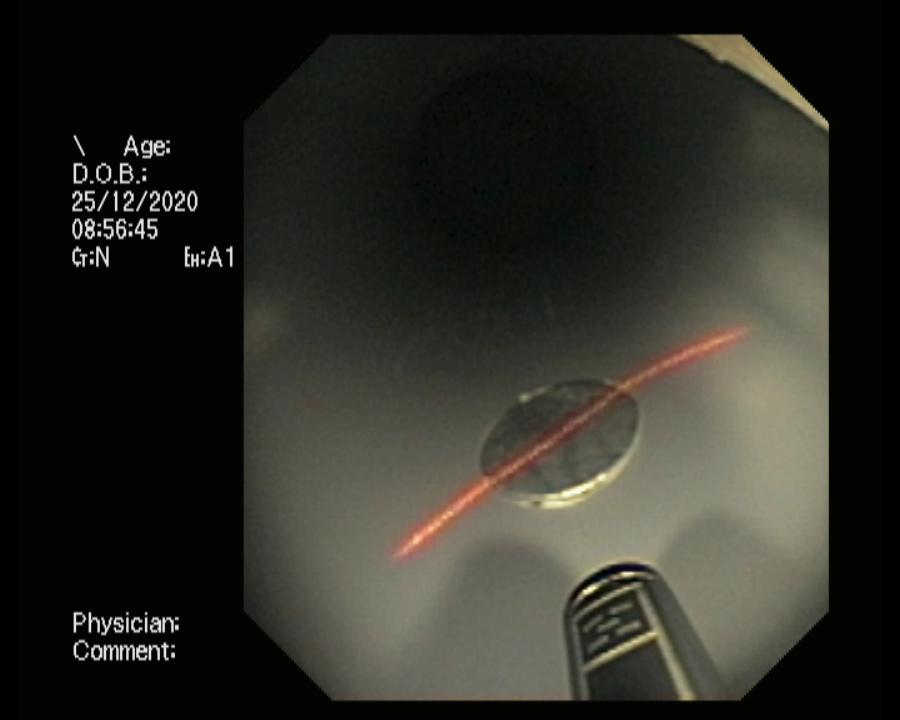 \ Age:
D.O.B.:
25/12/2020
08:56:45
Cr:N EH:A1
Physician:
Comment: